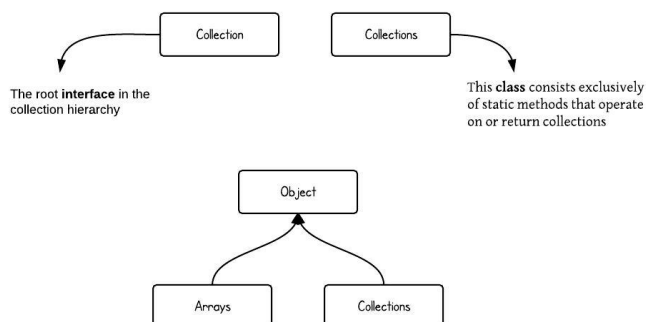 Collection
Collections
The root interface in the
collection hierarchy
This class consists exclusively
of static methods that operate
on or return collections
Object
Arrays
Collections